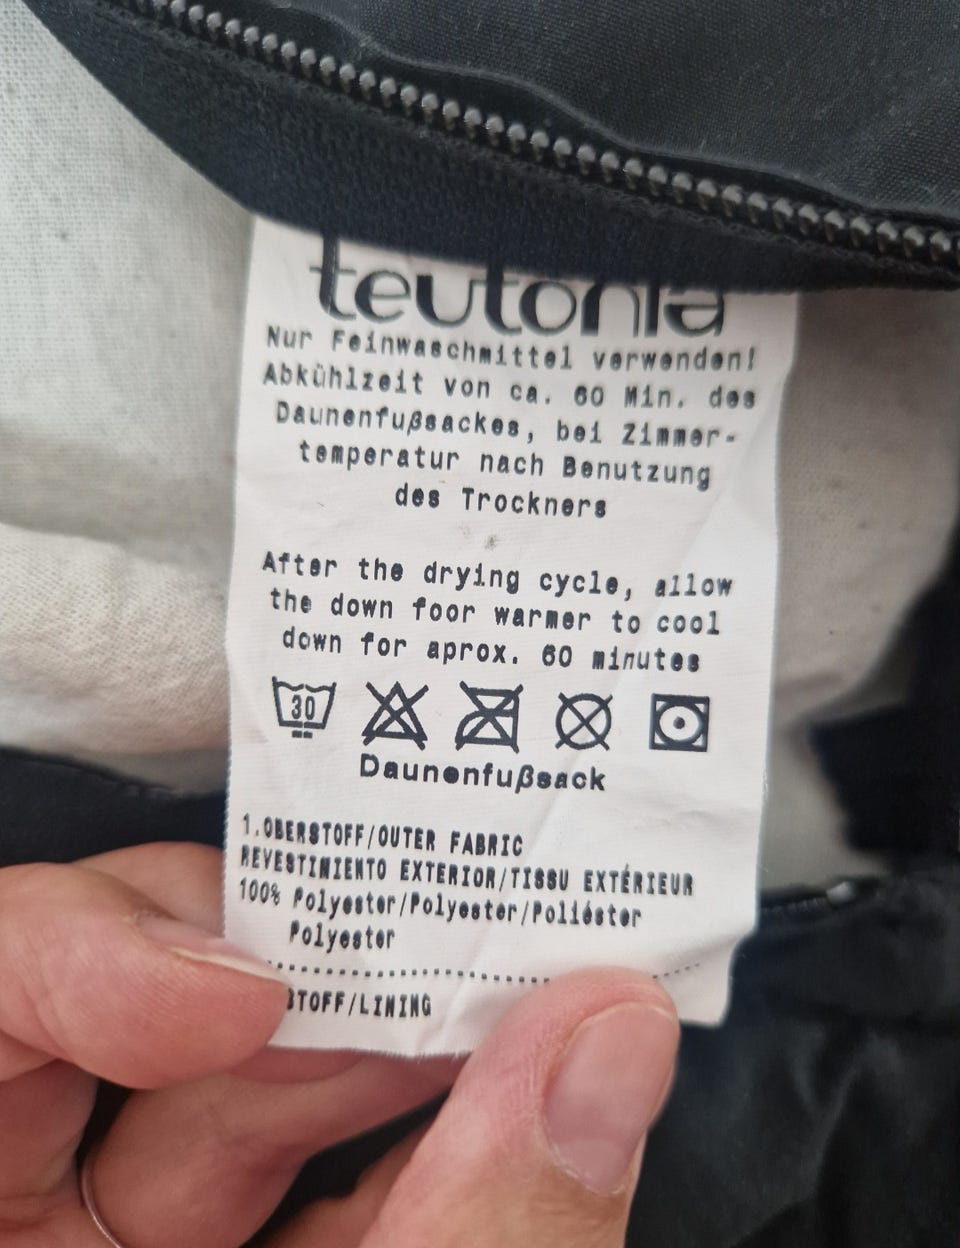 teutonia
Nur Feinwaschmittel verwenden!
Abkühlzeit von ca. 60 Min. des
Daunenfußsackes, bei Zimmer-
temperatur nach Benutzung
des Trockners
After the drying cycle, allow
the down foor warmer to cool
down for aprox. 60 minutes
30
Daunenfußsack
1.OBERSTOFF/OUTER FABRIC
REVESTIMIENTO EXTERIOR/TISSU EXTÉRIEUR
100% Polyester/Polyester/Poliéster
Polyester
STOFF/LINING